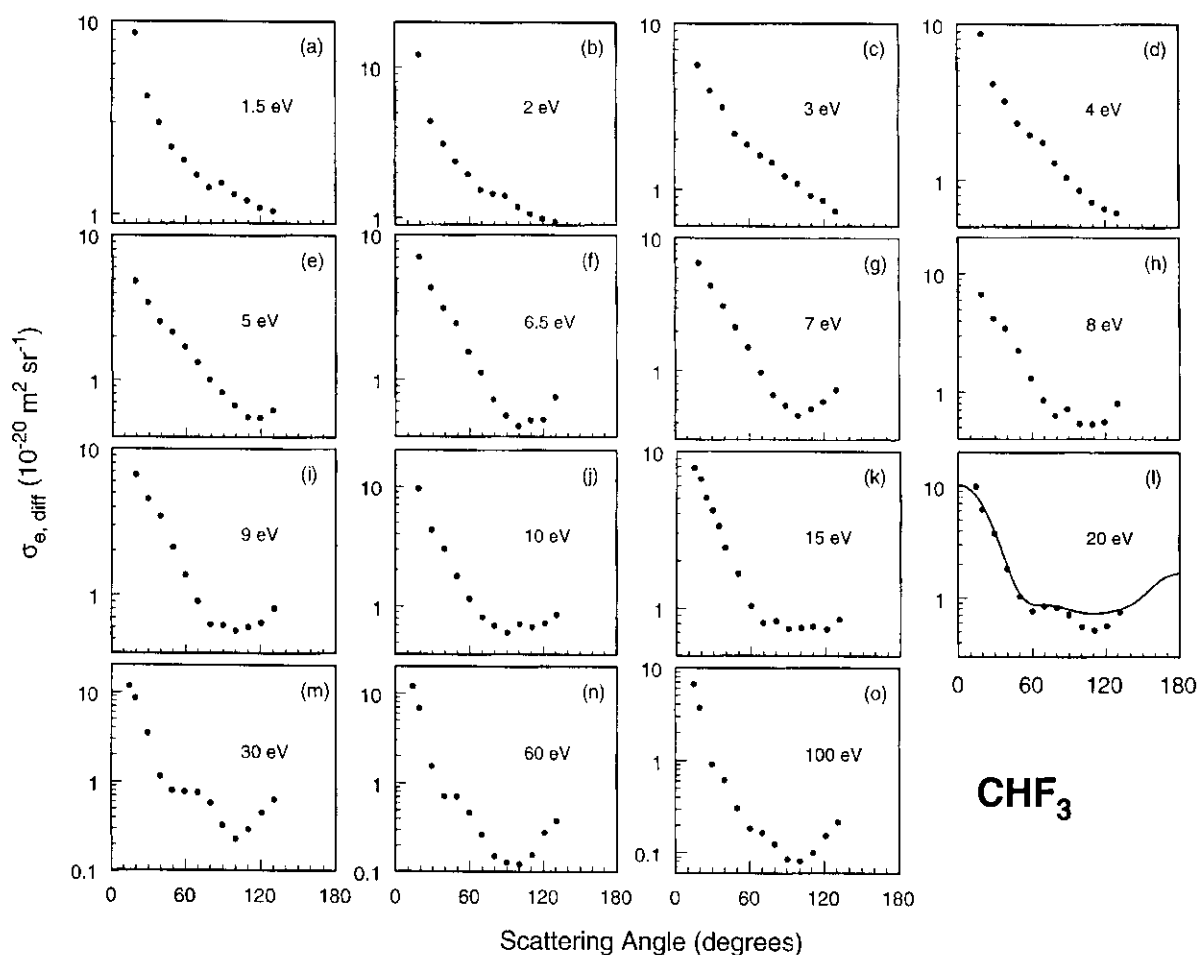 10
(a)
1.5 eV
1
10
(b)
2 eV
1
10
(c)
3 eV
1
10
(d)
4 eV
1
10
(e)
5 eV
1
10
(f)
6.5 eV
1
10
(g)
7 eV
1
10
(h)
8 eV
1
10
(i)
9 eV
1
10
(j)
10 eV
1
10
(k)
15 eV
1
10
(l)
20 eV
1
0 60 120 180
10
(m)
30 eV
1
0.1
0 60 120 180
10
(n)
60 eV
1
0.1
0 60 120 180
10
(o)
100 eV
1
0.1
0 60 120 180
CHF₃
σe, diff (10⁻²⁰ m² sr⁻¹)
Scattering Angle (degrees)